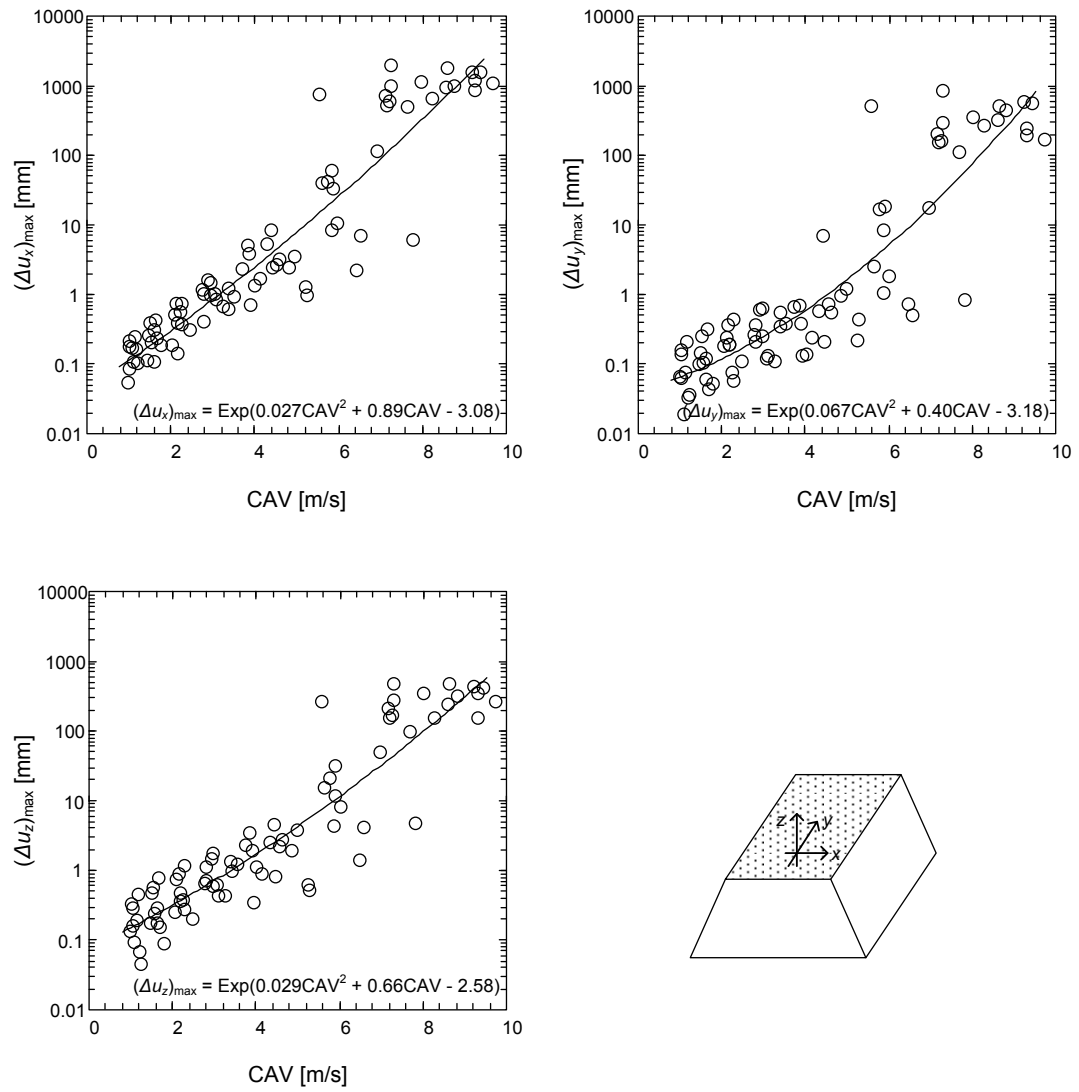 10000
1000
100
10
1
0.1
0.01
(Δux)max [mm]
(Δux)max = Exp(0.027CAV² + 0.89CAV - 3.08)
0 2 4 6 8 10
CAV [m/s]
10000
1000
100
10
1
0.1
0.01
(Δuy)max [mm]
(Δuy)max = Exp(0.067CAV² + 0.40CAV - 3.18)
0 2 4 6 8 10
CAV [m/s]
10000
1000
100
10
1
0.1
0.01
(Δuz)max [mm]
(Δuz)max = Exp(0.029CAV² + 0.66CAV - 2.58)
0 2 4 6 8 10
CAV [m/s]
z y
x